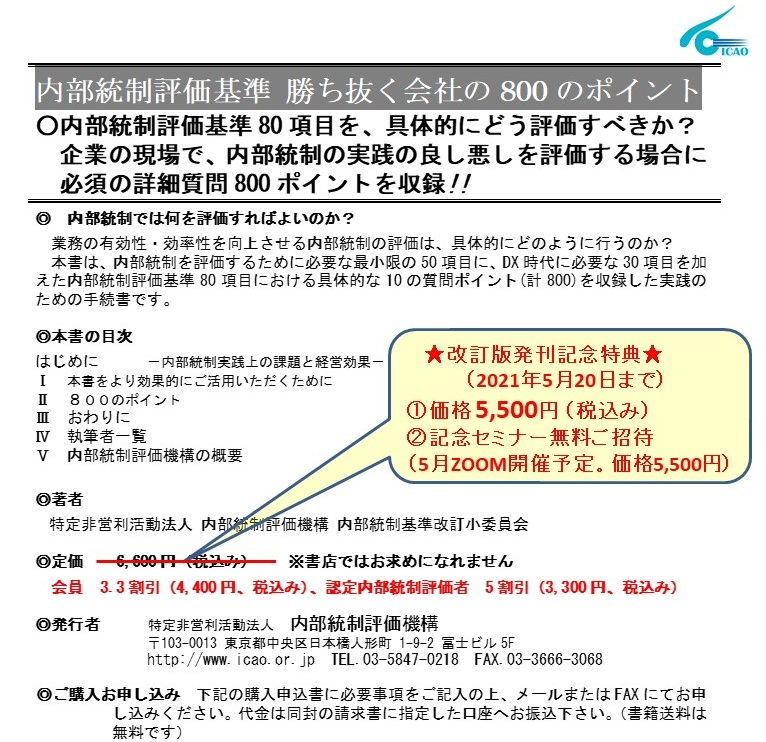 ICAO
内部統制評価基準 勝ち抜く会社の 800 のポイント
〇内部統制評価基準 80 項目を、具体的にどう評価すべきか？
企業の現場で、内部統制の実践の良し悪しを評価する場合に
必須の詳細質問 800 ポイントを収録!!
◎ 内部統制では何を評価すればよいのか？
業務の有効性・効率性を向上させる内部統制の評価は、具体的にどのように行うのか？
本書は、内部統制を評価するために必要な最小限の 50 項目に、DX 時代に必要な 30 項目を加
えた内部統制評価基準 80 項目における具体的な 10 の質問ポイント(計 800)を収録した実践の
ための手続書です。
◎本書の目次
はじめに －内部統制実践上の課題と経営効果－
Ⅰ 本書をより効果的にご活用いただくために
Ⅱ ８００のポイント
Ⅲ おわりに
Ⅳ 執筆者一覧
Ⅴ 内部統制評価機構の概要
★改訂版発刊記念特典★
（2021年5月20日まで）
①価格5,500円（税込み）
②記念セミナー無料ご招待
（5月ZOOM開催予定。価格5,500円）
◎著者
特定非営利活動法人 内部統制評価機構 内部統制基準改訂小委員会
◎定価 6,600円（税込み） ※書店ではお求めになれません
会員 3.3 割引（4,400 円、税込み）、認定内部統制評価者 5 割引（3,300 円、税込み）
◎発行者 特定非営利活動法人 内部統制評価機構
〒103-0013 東京都中央区日本橋人形町 1-9-2 冨士ビル 5F
http://www.icao.or.jp TEL.03-5847-0218 FAX.03-3666-3068
◎ご購入お申し込み 下記の購入申込書に必要事項をご記入の上、メールまたは FAX にてお申
し込みください。代金は同封の請求書に指定した口座へお振込下さい。（書籍送料は
無料です）